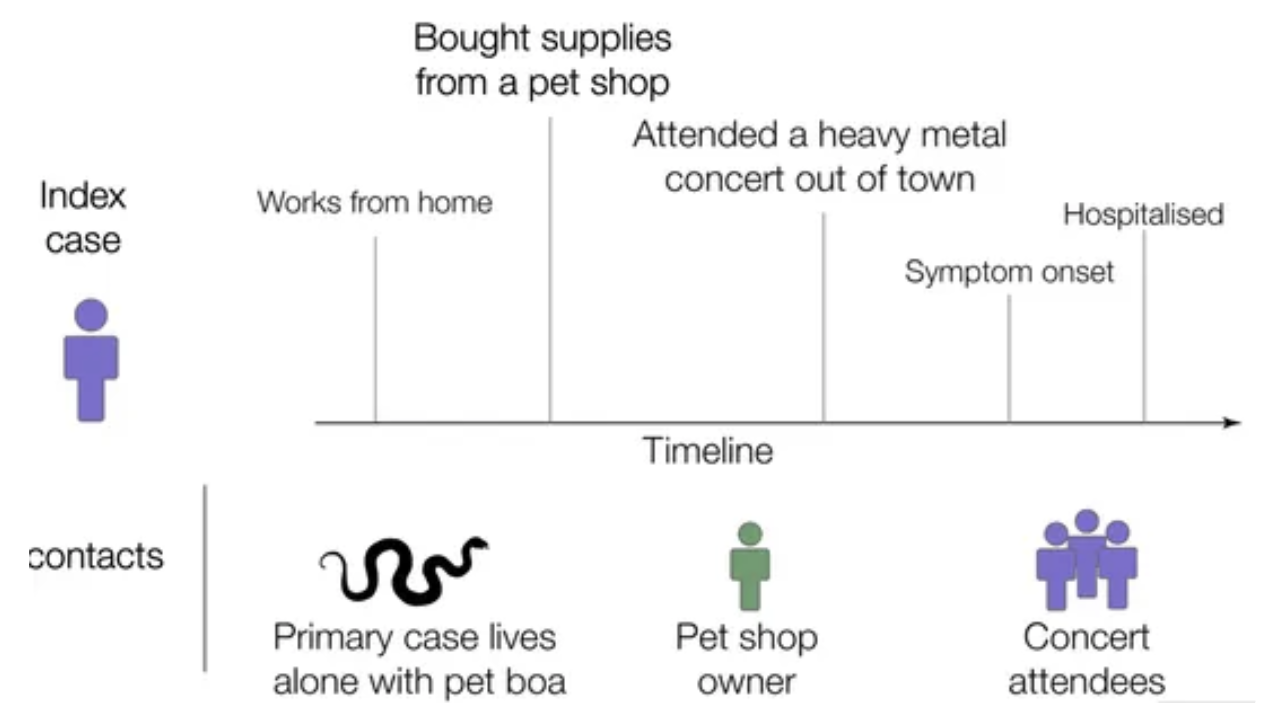 Bought supplies
from a pet shop
Attended a heavy metal
concert out of town
Index
case
Works from home
Hospitalised
Symptom onset
Timeline
contacts
Primary case lives
alone with pet boa
Pet shop
owner
Concert
attendees